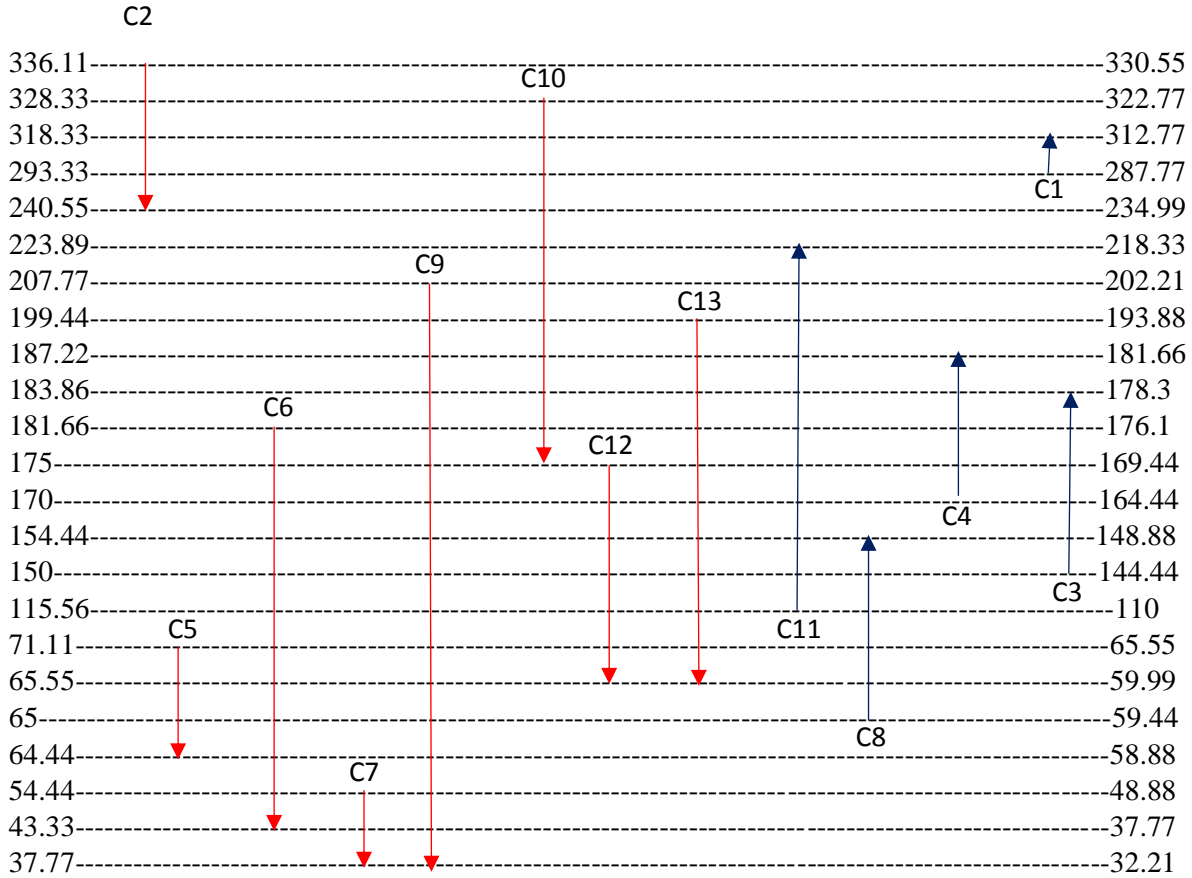 C2
336.11 330.55
C10
328.33 322.77
318.33 312.77
293.33 287.77
C1
240.55 234.99
223.89 218.33
C9
207.77 202.21
C13
199.44 193.88
187.22 181.66
183.86 178.3
C6
181.66 176.1
C12
175 169.44
170 164.44
C4
154.44 148.88
150 144.44
C3
115.56 110
C5 C11
71.11 65.55
65.55 59.99
65 59.44
C8
64.44 58.88
C7
54.44 48.88
43.33 37.77
37.77 32.21